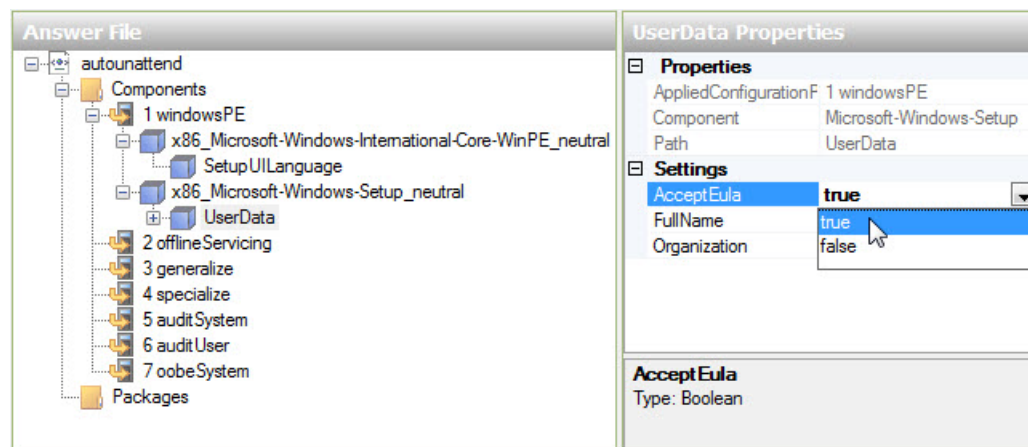 Answer File
autounattend
Components
1 windowsPE
x86_Microsoft-Windows-International-Core-WinPE_neutral
SetupUILanguage
x86_Microsoft-Windows-Setup_neutral
UserData
2 offlineServicing
3 generalize
4 specialize
5 auditSystem
6 auditUser
7 oobeSystem
Packages
UserData Properties
Properties
AppliedConfigurationP 1 windowsPE
Component Microsoft-Windows-Setup
Path UserData
Settings
AcceptEula true
FullName true
Organization false
AcceptEula
Type: Boolean